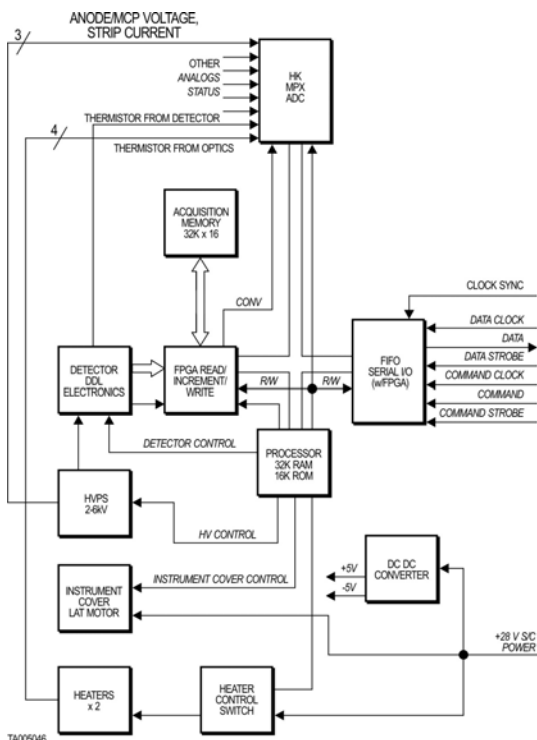 ANODE/MCP VOLTAGE,
STRIP CURRENT
3
OTHER
ANALOGS
STATUS
HK
MPX
ADC
THERMISTOR FROM DETECTOR
4
THERMISTOR FROM OPTICS
ACQUISITION
MEMORY
32K x 16
CONV
CLOCK SYNC
DATA CLOCK
DATA
DATA STROBE
COMMAND CLOCK
COMMAND
COMMAND STROBE
DETECTOR
DDL
ELECTRONICS
FPGA READ/
INCREMENT/
WRITE
R/W
R/W
FIFO
SERIAL I/O
(w/FPGA)
DETECTOR CONTROL
PROCESSOR
32K RAM
16K ROM
HVPS
2-6kV
HV CONTROL
INSTRUMENT COVER CONTROL
INSTRUMENT
COVER
LAT MOTOR
+5V
-5V
DC DC
CONVERTER
+28 V S/C
POWER
HEATERS
x 2
HEATER
CONTROL
SWITCH
TA005046